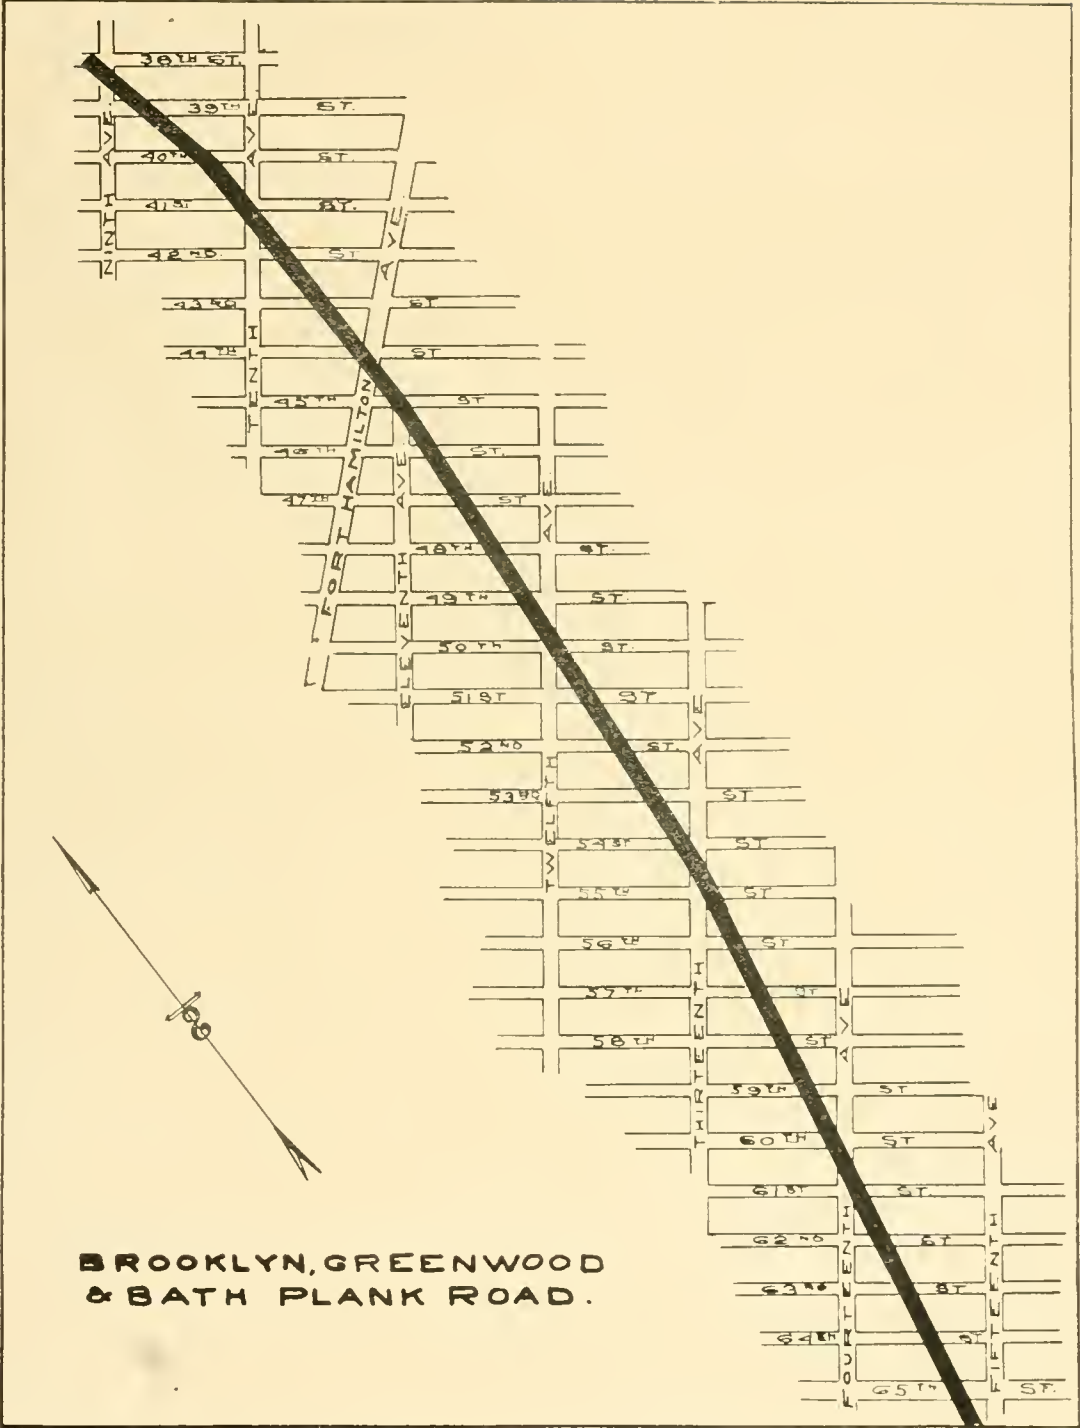 38TH ST.
39TH ST.
40TH ST.
41ST ST.
42ND ST
43RD ST
44TH ST
45TH ST
46TH ST.
47TH ST
48TH ST.
49TH ST.
50TH ST.
51ST ST
52ND ST.
53RD ST
54ST ST
55TH ST
56TH ST
57TH ST
58TH ST
59TH ST
60TH ST
61ST ST.
62ND ST
63RD ST.
64TH ST
65TH ST.
NINTH AVE.
TENTH AVE
FORT HAMILTON AVE.
ELEVENTH AVE.
TWELFTH AVE.
THIRTEENTH AVE
FOURTEENTH AVE
FIFTEENTH AVE
BROOKLYN, GREENWOOD
& BATH PLANK ROAD.